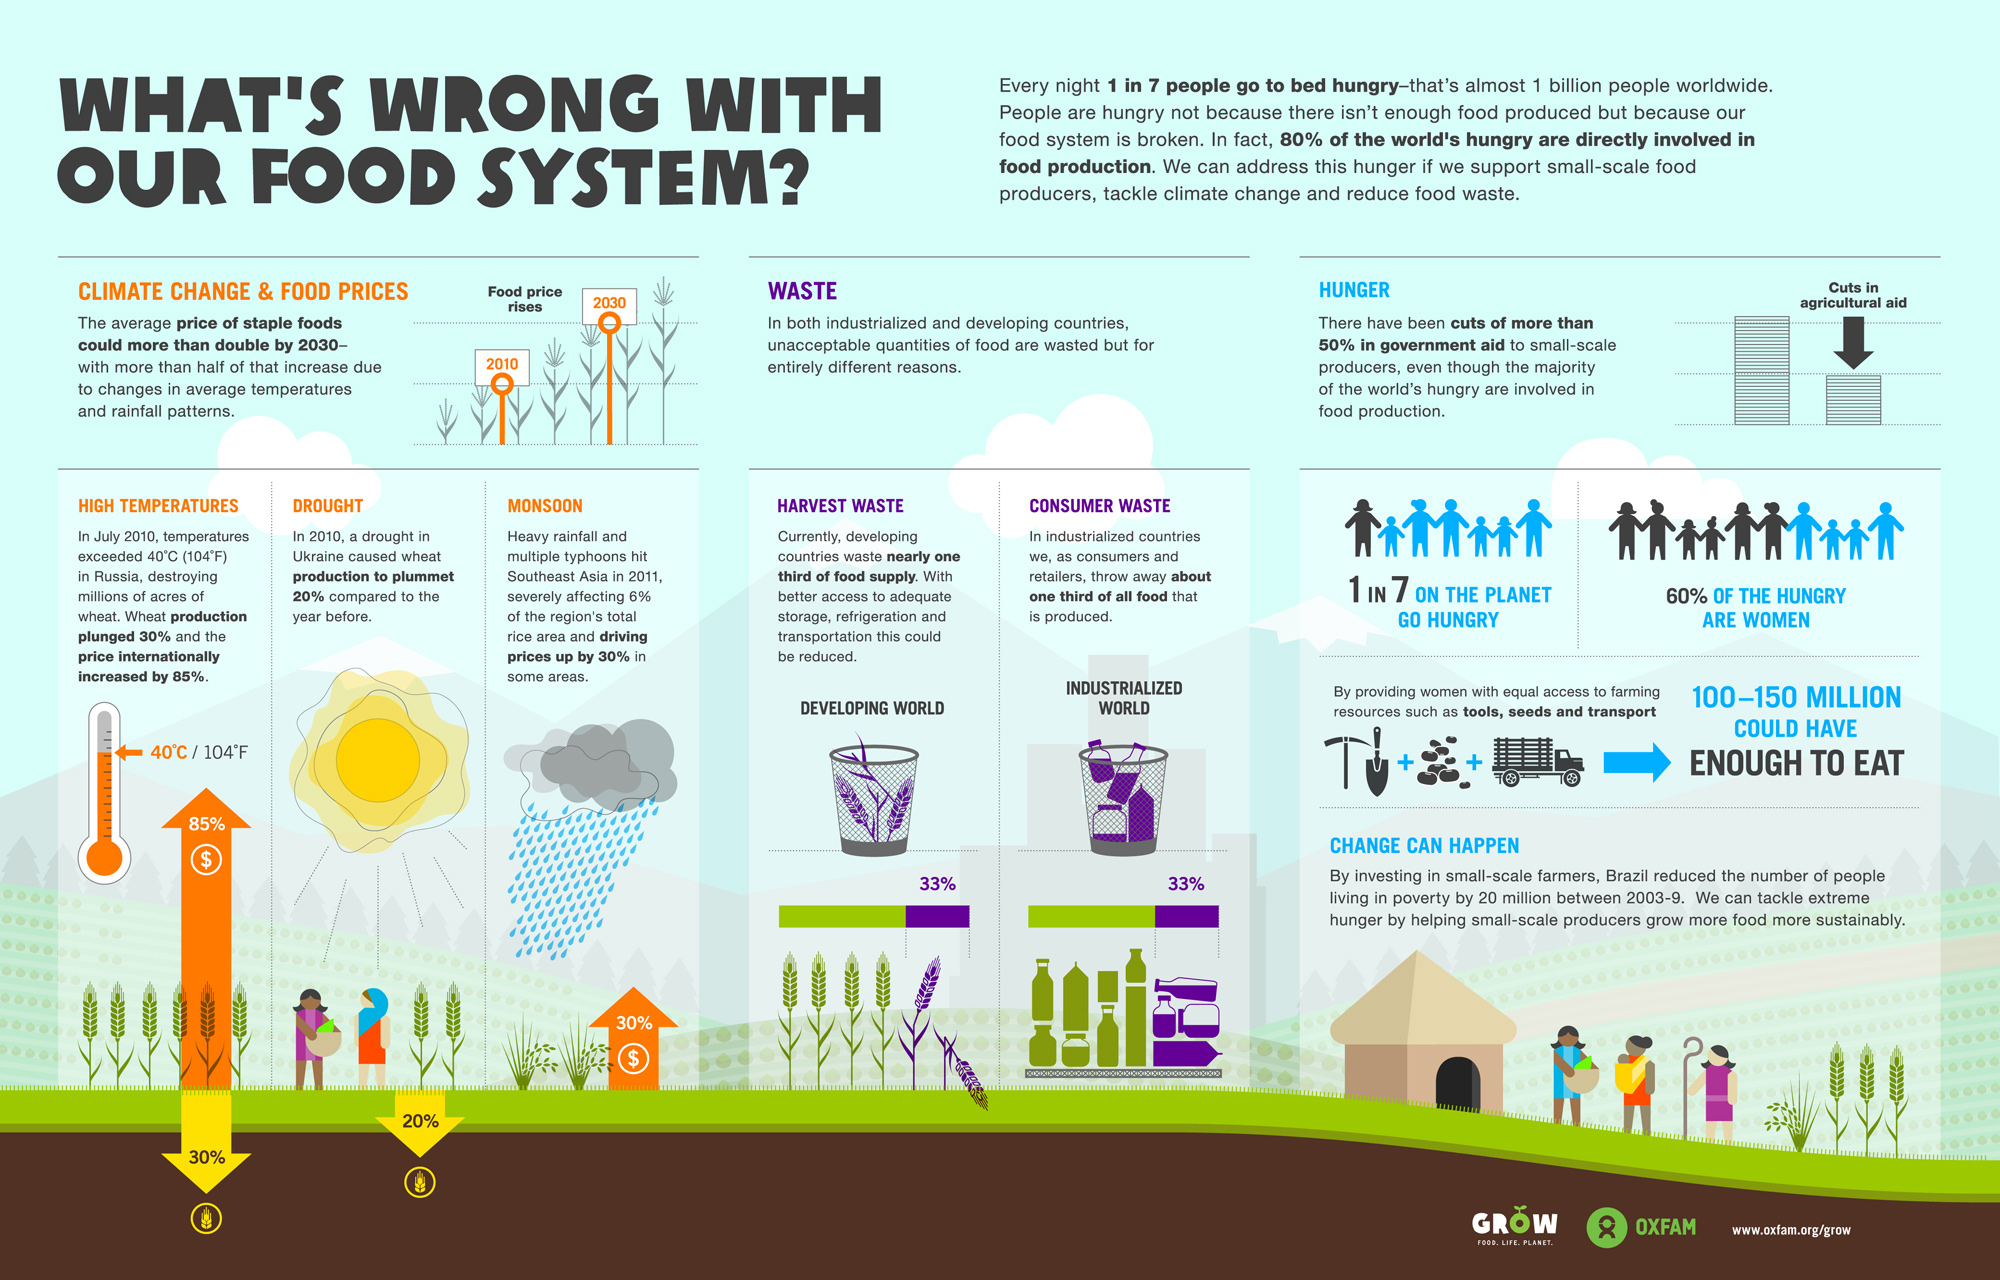 WHAT'S WRONG WITH
OUR FOOD SYSTEM?
Every night 1 in 7 people go to bed hungry–that's almost 1 billion people worldwide.
People are hungry not because there isn't enough food produced but because our
food system is broken. In fact, 80% of the world's hungry are directly involved in
food production. We can address this hunger if we support small-scale food
producers, tackle climate change and reduce food waste.
CLIMATE CHANGE & FOOD PRICES
The average price of staple foods
could more than double by 2030–
with more than half of that increase due
to changes in average temperatures
and rainfall patterns.
Food price
rises
2030
2010
HIGH TEMPERATURES
In July 2010, temperatures
exceeded 40°C (104°F)
in Russia, destroying
millions of acres of
wheat. Wheat production
plunged 30% and the
price internationally
increased by 85%.
40°C / 104°F
85%
$
30%
DROUGHT
In 2010, a drought in
Ukraine caused wheat
production to plummet
20% compared to the
year before.
20%
MONSOON
Heavy rainfall and
multiple typhoons hit
Southeast Asia in 2011,
severely affecting 6%
of the region's total
rice area and driving
prices up by 30% in
some areas.
30%
$
WASTE
In both industrialized and developing countries,
unacceptable quantities of food are wasted but for
entirely different reasons.
HARVEST WASTE
Currently, developing
countries waste nearly one
third of food supply. With
better access to adequate
storage, refrigeration and
transportation this could
be reduced.
DEVELOPING WORLD
33%
CONSUMER WASTE
In industrialized countries
we, as consumers and
retailers, throw away about
one third of all food that
is produced.
INDUSTRIALIZED
WORLD
33%
HUNGER
There have been cuts of more than
50% in government aid to small-scale
producers, even though the majority
of the world's hungry are involved in
food production.
Cuts in
agricultural aid
1 IN 7 ON THE PLANET
GO HUNGRY
60% OF THE HUNGRY
ARE WOMEN
By providing women with equal access to farming
resources such as tools, seeds and transport
+ +
100–150 MILLION
COULD HAVE
ENOUGH TO EAT
CHANGE CAN HAPPEN
By investing in small-scale farmers, Brazil reduced the number of people
living in poverty by 20 million between 2003-9. We can tackle extreme
hunger by helping small-scale producers grow more food more sustainably.
GROW
FOOD. LIFE. PLANET.
OXFAM
www.oxfam.org/grow